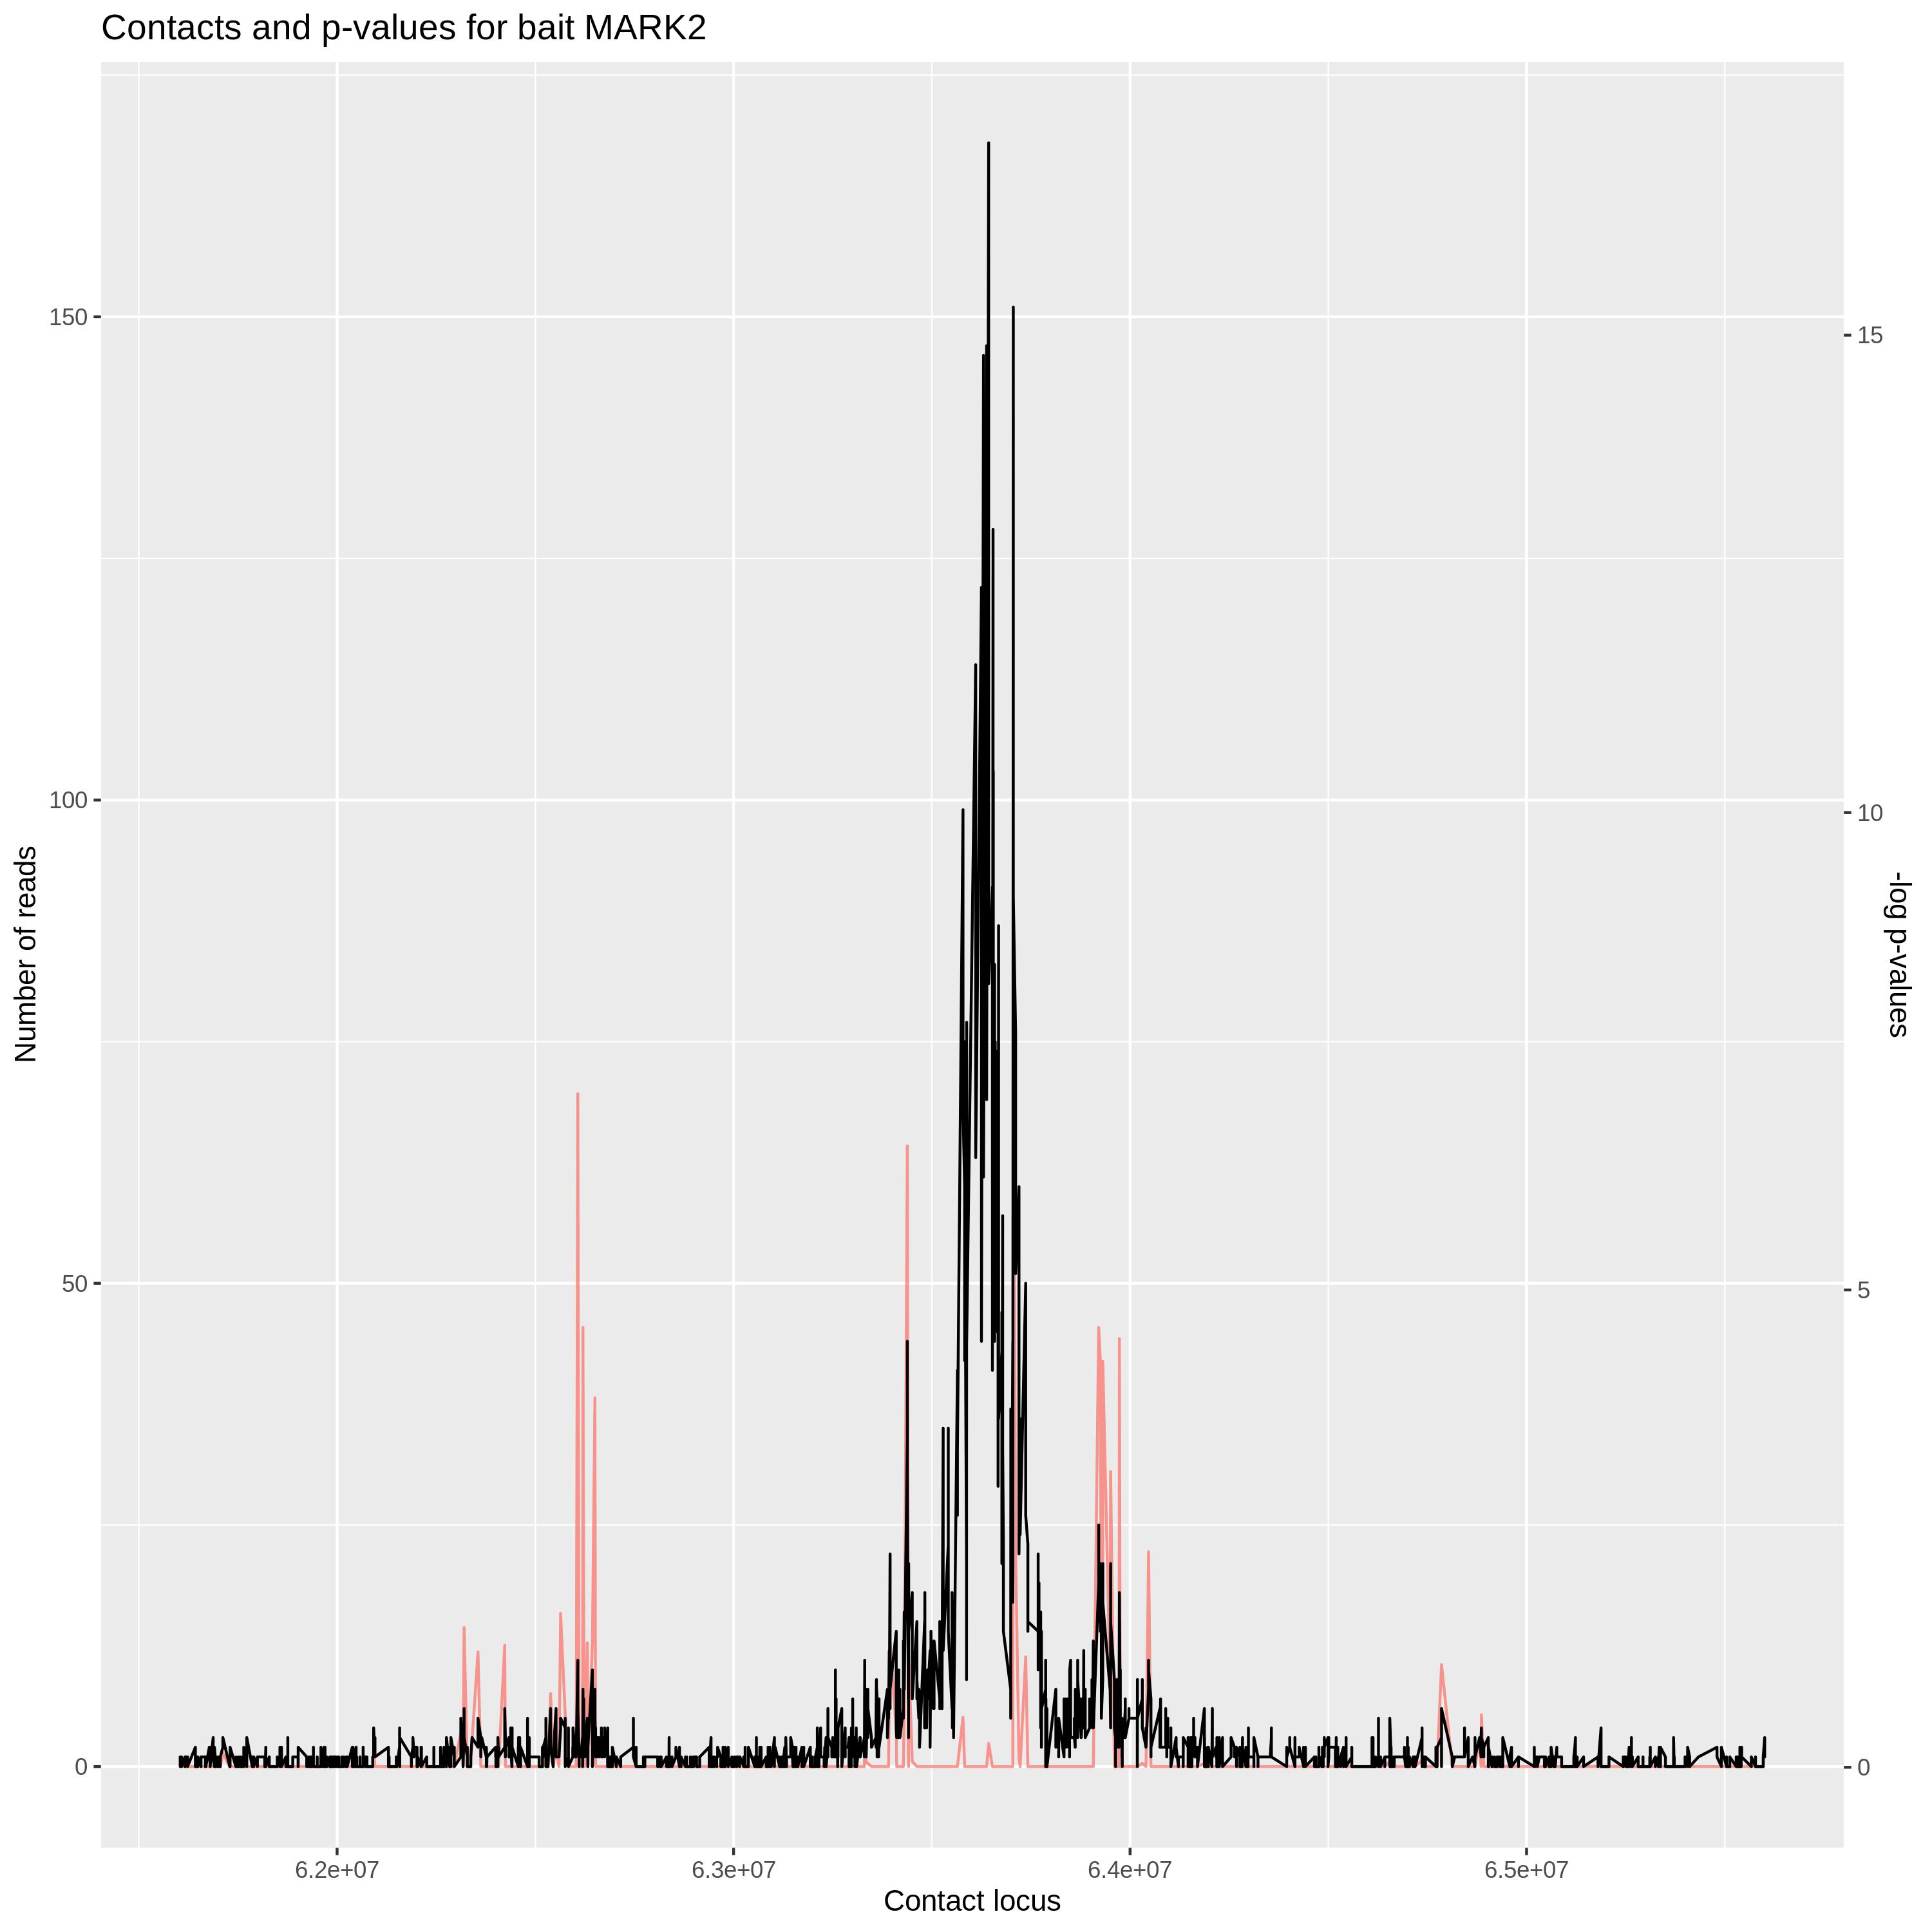 Contacts and p-values for bait MARK2
150
100
50
0
Number of reads
15
10
5
0
-log p-values
6.2e+07
6.3e+07
6.4e+07
6.5e+07
Contact locus